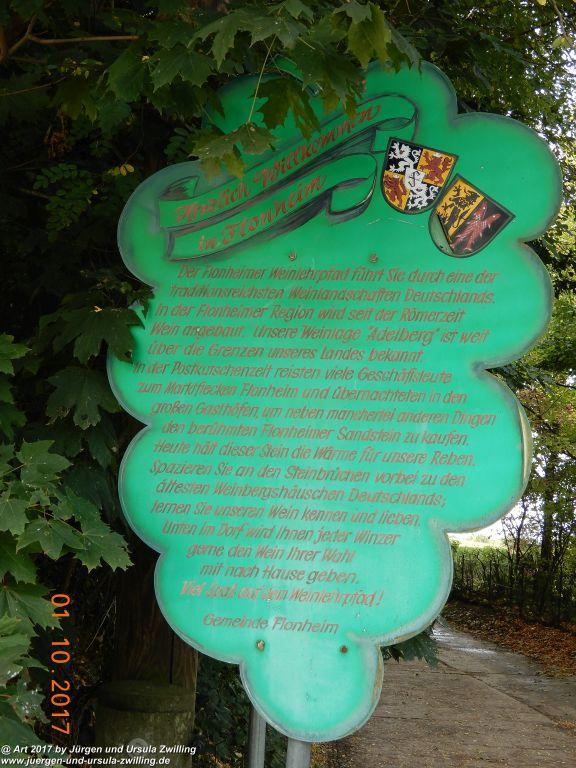 Herzlich Willkommen
in Flonheim
Der Flonheimer Weinlehrpfad führt Sie durch eine der
traditionsreichsten Weinlandschaften Deutschlands.
In der Flonheimer Region wird seit der Römerzeit
Wein angebaut. Unsere Weinlage "Adelberg" ist weit
über die Grenzen unseres Landes bekannt.
In der Postkutschenzeit reisten viele Geschäftsleute
zum Marktflecken Flonheim und übernachteten in den
großen Gasthöfen, um neben mancherlei anderen Dingen
den berühmten Flonheimer Sandstein zu kaufen.
Heute hält dieser Stein die Wärme für unsere Reben.
Spazieren Sie an den Steinbrüchen vorbei zu den
ältesten Weinbergshäuschen Deutschlands;
lernen Sie unseren Wein kennen und lieben.
Unten im Dorf wird Ihnen jeder Winzer
gerne den Wein Ihrer Wahl
mit nach Hause geben.
Viel Spaß auf dem Weinlehrpfad!
Gemeinde Flonheim
01 10 2017
@ Art 2017 by Jürgen und Ursula Zwilling
www.juergen-und-ursula-zwilling.de